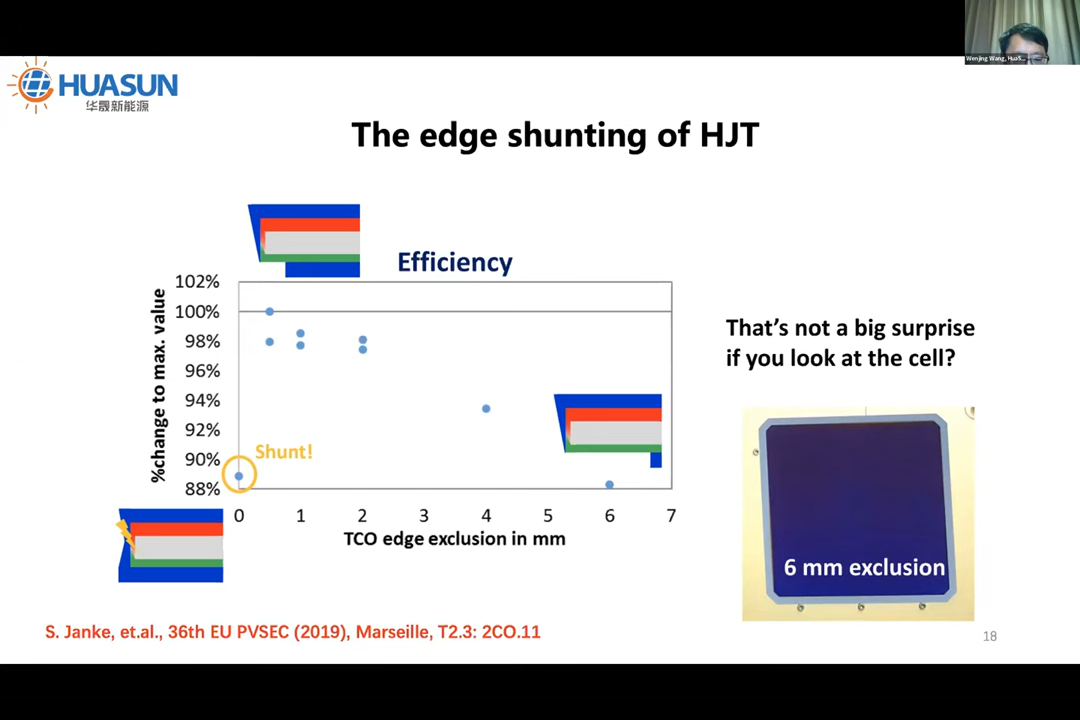 Wenjing Wang, HuaS...
HUASUN
华晟新能源
The edge shunting of HJT
Efficiency
%change to max. value
102%
100%
98%
96%
94%
92%
90%
88%
Shunt!
0 1 2 3 4 5 6 7
TCO edge exclusion in mm
That's not a big surprise
if you look at the cell?
6 mm exclusion
S. Janke, et.al., 36th EU PVSEC (2019), Marseille, T2.3: 2CO.11
18